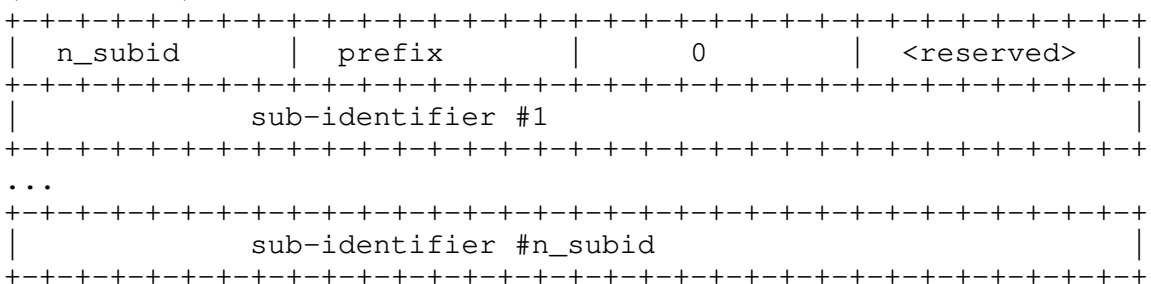 +-+-+-+-+-+-+-+-+-+-+-+-+-+-+-+-+-+-+-+-+-+-+-+-+-+-+-+-+-+-+-+-+
|  n_subid      |  prefix       |       0       |  <reserved>   |
+-+-+-+-+-+-+-+-+-+-+-+-+-+-+-+-+-+-+-+-+-+-+-+-+-+-+-+-+-+-+-+-+
|             sub-identifier #1                                 |
+-+-+-+-+-+-+-+-+-+-+-+-+-+-+-+-+-+-+-+-+-+-+-+-+-+-+-+-+-+-+-+-+
...
+-+-+-+-+-+-+-+-+-+-+-+-+-+-+-+-+-+-+-+-+-+-+-+-+-+-+-+-+-+-+-+-+
|             sub-identifier #n_subid                           |
+-+-+-+-+-+-+-+-+-+-+-+-+-+-+-+-+-+-+-+-+-+-+-+-+-+-+-+-+-+-+-+-+